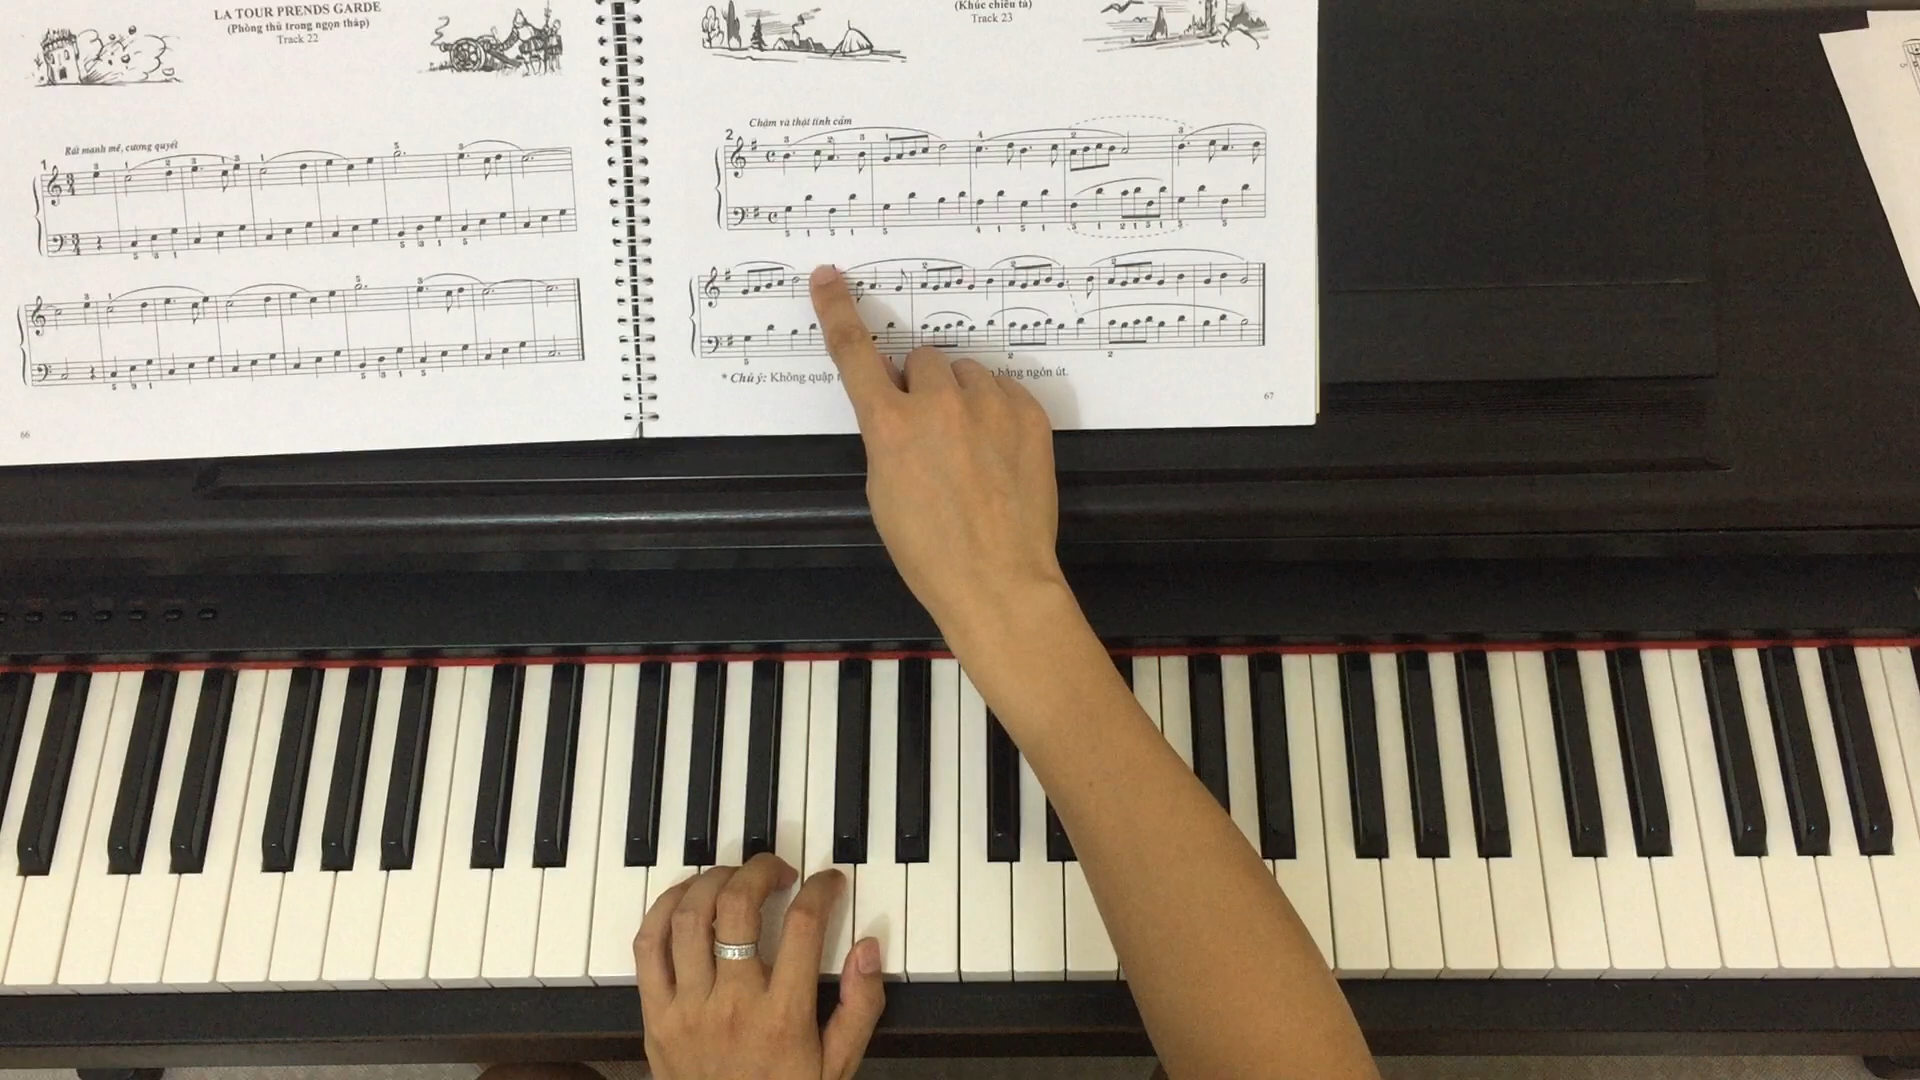 LA TOUR PRENDS GARDE
(Phòng thủ trong ngọn tháp)
Track 22
Rất mạnh mẽ, cương quyết
66
(Khúc chiều tà)
Track 23
Chậm và thật tình cảm
* Chú ý: Không quặp
bằng ngón út.
67